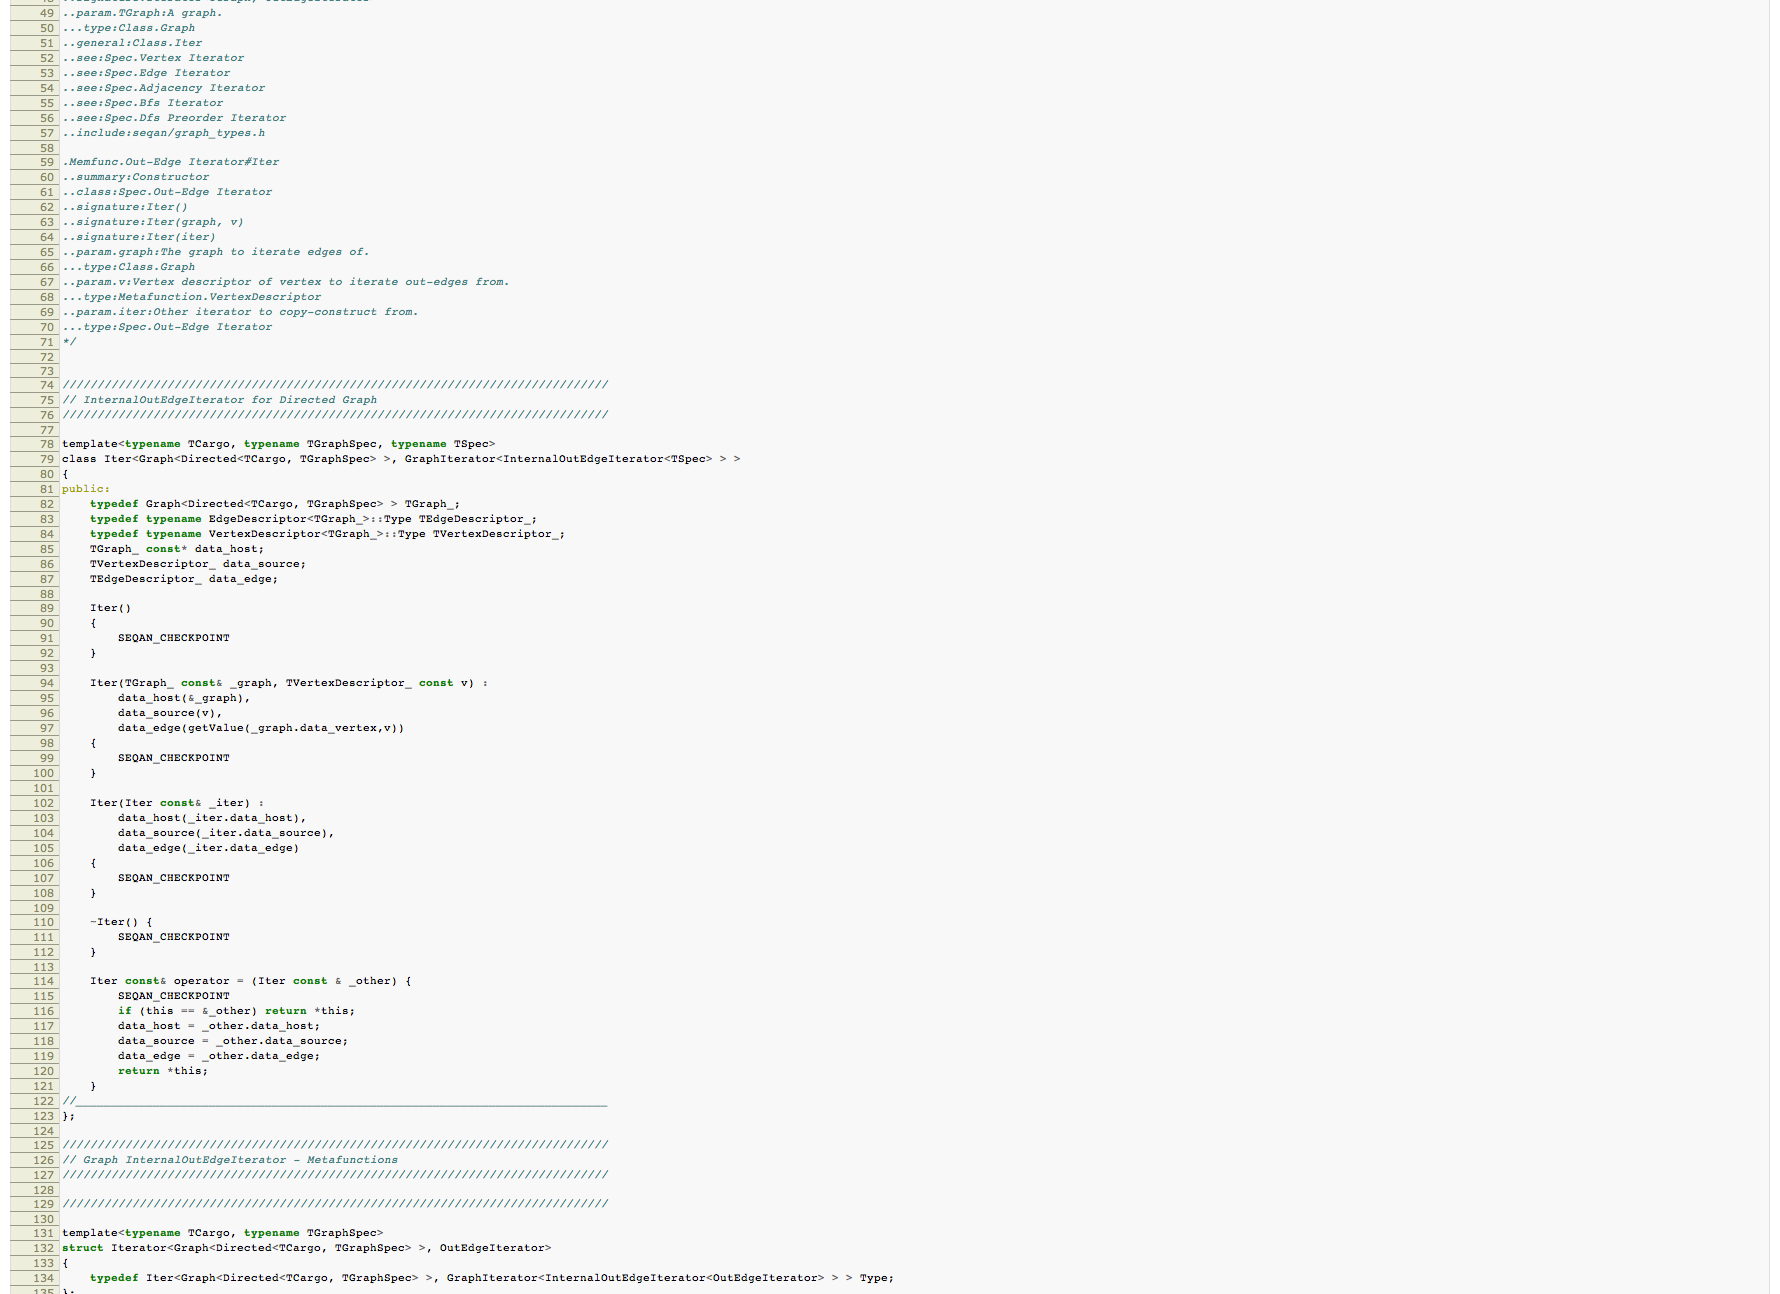 49 ..param.TGraph:A graph.
50 ...type:Class.Graph
51 ..general:Class.Iter
52 ..see:Spec.Vertex Iterator
53 ..see:Spec.Edge Iterator
54 ..see:Spec.Adjacency Iterator
55 ..see:Spec.Bfs Iterator
56 ..see:Spec.Dfs Preorder Iterator
57 ..include:seqan/graph_types.h
58
59 .Memfunc.Out-Edge Iterator#Iter
60 ..summary:Constructor
61 ..class:Spec.Out-Edge Iterator
62 ..signature:Iter()
63 ..signature:Iter(graph, v)
64 ..signature:Iter(iter)
65 ..param.graph:The graph to iterate edges of.
66 ...type:Class.Graph
67 ..param.v:Vertex descriptor of vertex to iterate out-edges from.
68 ...type:Metafunction.VertexDescriptor
69 ..param.iter:Other iterator to copy-construct from.
70 ...type:Spec.Out-Edge Iterator
71 */
72
73
74 //////////////////////////////////////////////////////////////////////////////
75 // InternalOutEdgeIterator for Directed Graph
76 //////////////////////////////////////////////////////////////////////////////
77
78 template<typename TCargo, typename TGraphSpec, typename TSpec>
79 class Iter<Graph<Directed<TCargo, TGraphSpec> >, GraphIterator<InternalOutEdgeIterator<TSpec> > >
80 {
81 public:
82     typedef Graph<Directed<TCargo, TGraphSpec> > TGraph_;
83     typedef typename EdgeDescriptor<TGraph_>::Type TEdgeDescriptor_;
84     typedef typename VertexDescriptor<TGraph_>::Type TVertexDescriptor_;
85     TGraph_ const* data_host;
86     TVertexDescriptor_ data_source;
87     TEdgeDescriptor_ data_edge;
88
89     Iter()
90     {
91         SEQAN_CHECKPOINT
92     }
93
94     Iter(TGraph_ const& _graph, TVertexDescriptor_ const v) :
95         data_host(&_graph),
96         data_source(v),
97         data_edge(getValue(_graph.data_vertex,v))
98     {
99         SEQAN_CHECKPOINT
100     }
101
102     Iter(Iter const& _iter) :
103         data_host(_iter.data_host),
104         data_source(_iter.data_source),
105         data_edge(_iter.data_edge)
106     {
107         SEQAN_CHECKPOINT
108     }
109
110     ~Iter() {
111         SEQAN_CHECKPOINT
112     }
113
114     Iter const& operator = (Iter const & _other) {
115         SEQAN_CHECKPOINT
116         if (this == &_other) return *this;
117         data_host = _other.data_host;
118         data_source = _other.data_source;
119         data_edge = _other.data_edge;
120         return *this;
121     }
122 //____________________________________________________________________________
123 };
124
125 //////////////////////////////////////////////////////////////////////////////
126 // Graph InternalOutEdgeIterator - Metafunctions
127 //////////////////////////////////////////////////////////////////////////////
128
129 //////////////////////////////////////////////////////////////////////////////
130
131 template<typename TCargo, typename TGraphSpec>
132 struct Iterator<Graph<Directed<TCargo, TGraphSpec> >, OutEdgeIterator>
133 {
134     typedef Iter<Graph<Directed<TCargo, TGraphSpec> >, GraphIterator<InternalOutEdgeIterator<OutEdgeIterator> > > Type;
135 };